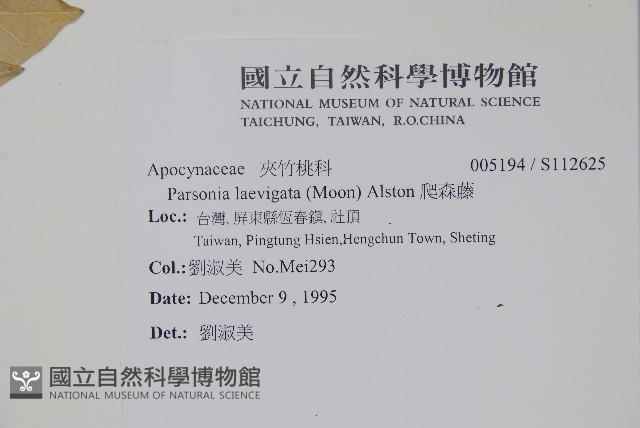 國立自然科學博物館
NATIONAL MUSEUM OF NATURAL SCIENCE
TAICHUNG, TAIWAN, R.O.CHINA
Apocynaceae 夾竹桃科 005194 / S112625
Parsonia laevigata (Moon) Alston 爬森藤
Loc.: 台灣, 屏東縣恆春鎮, 社頂
Taiwan, Pingtung Hsien,Hengchun Town, Sheting
Col.:劉淑美 No.Mei293
Date: December 9 , 1995
Det.: 劉淑美
國立自然科學博物館
NATIONAL MUSEUM OF NATURAL SCIENCE